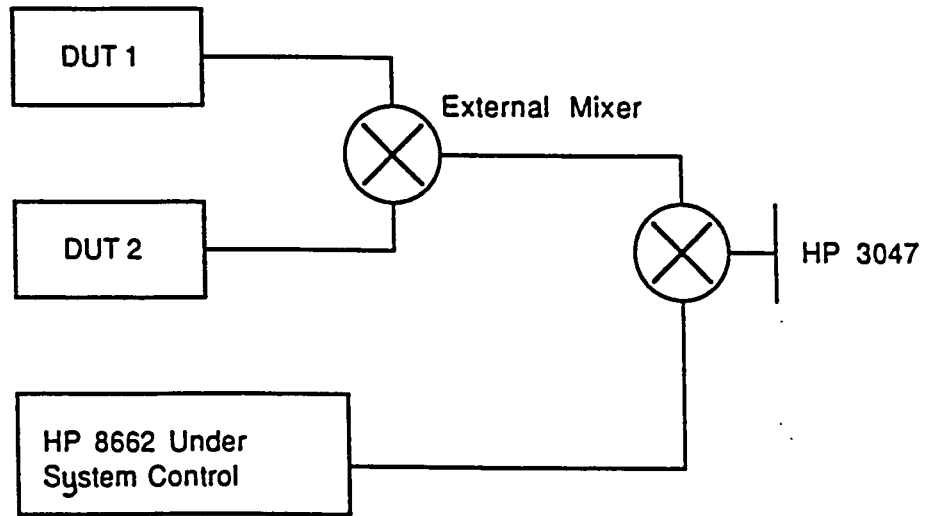 DUT 1
External Mixer
DUT 2
HP 3047
HP 8662 Under
System Control